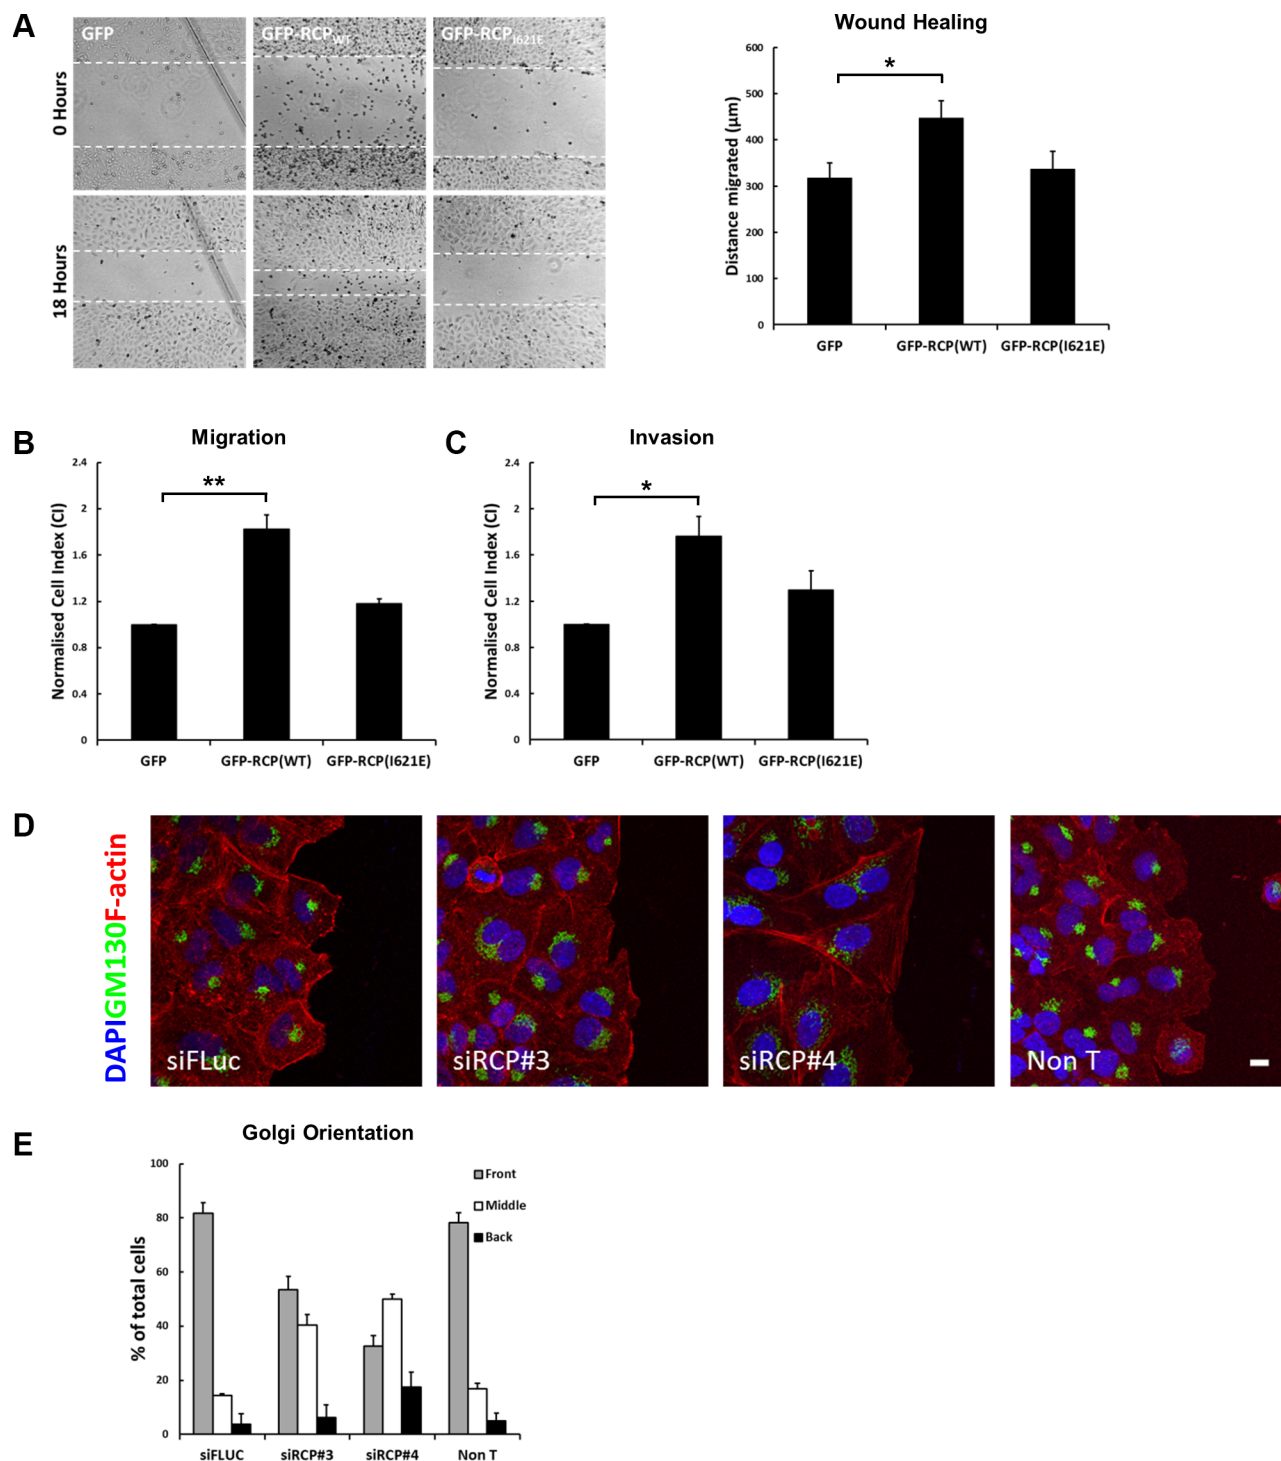 A
GFP
GFP-RCPWT
GFP-RCPI621E
0 Hours
18 Hours
Wound Healing
Distance migrated (µm)
600
500
400
300
200
100
0
*
GFP
GFP-RCP(WT)
GFP-RCP(I621E)
B
Migration
Normalised Cell Index (CI)
2.4
2
1.6
1.2
0.8
0.4
0
**
GFP
GFP-RCP(WT)
GFP-RCP(I621E)
C
Invasion
Normalised Cell Index (CI)
2.4
2
1.6
1.2
0.8
0.4
0
*
GFP
GFP-RCP(WT)
GFP-RCP(I621E)
D
DAPIGM130F-actin
siFLuc
siRCP#3
siRCP#4
Non T
E
Golgi Orientation
% of total cells
100
80
60
40
20
0
Front
Middle
Back
siFLUC
siRCP#3
siRCP#4
Non T